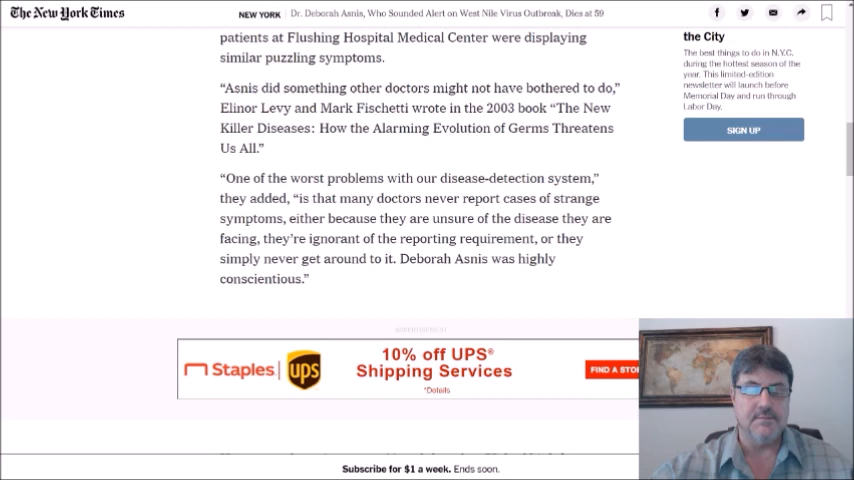 The New York Times
NEW YORK | Dr. Deborah Asnis, Who Sounded Alert on West Nile Virus Outbreak, Dies at 59
patients at Flushing Hospital Medical Center were displaying
similar puzzling symptoms.
“Asnis did something other doctors might not have bothered to do,”
Elinor Levy and Mark Fischetti wrote in the 2003 book “The New
Killer Diseases: How the Alarming Evolution of Germs Threatens
Us All.”
“One of the worst problems with our disease-detection system,”
they added, “is that many doctors never report cases of strange
symptoms, either because they are unsure of the disease they are
facing, they’re ignorant of the reporting requirement, or they
simply never get around to it. Deborah Asnis was highly
conscientious.”
the City
The best things to do in N.Y.C.
during the hottest season of the
year. This limited-edition
newsletter will launch before
Memorial Day and run through
Labor Day.
SIGN UP
ADVERTISEMENT
Staples
ups
10% off UPS®
Shipping Services
*Details
FIND A STO
Subscribe for $1 a week. Ends soon.